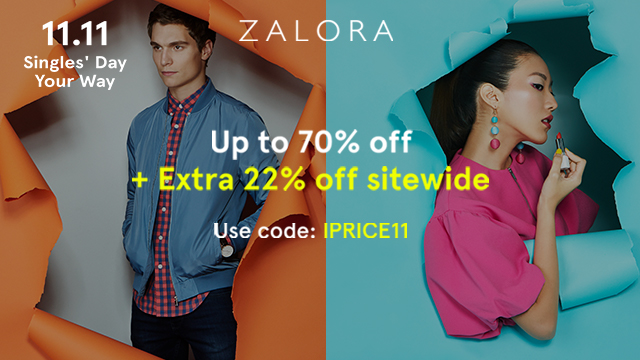 11.11
Singles' Day
Your Way
ZALORA
Up to 70% off
+ Extra 22% off sitewide
Use code: IPRICE11